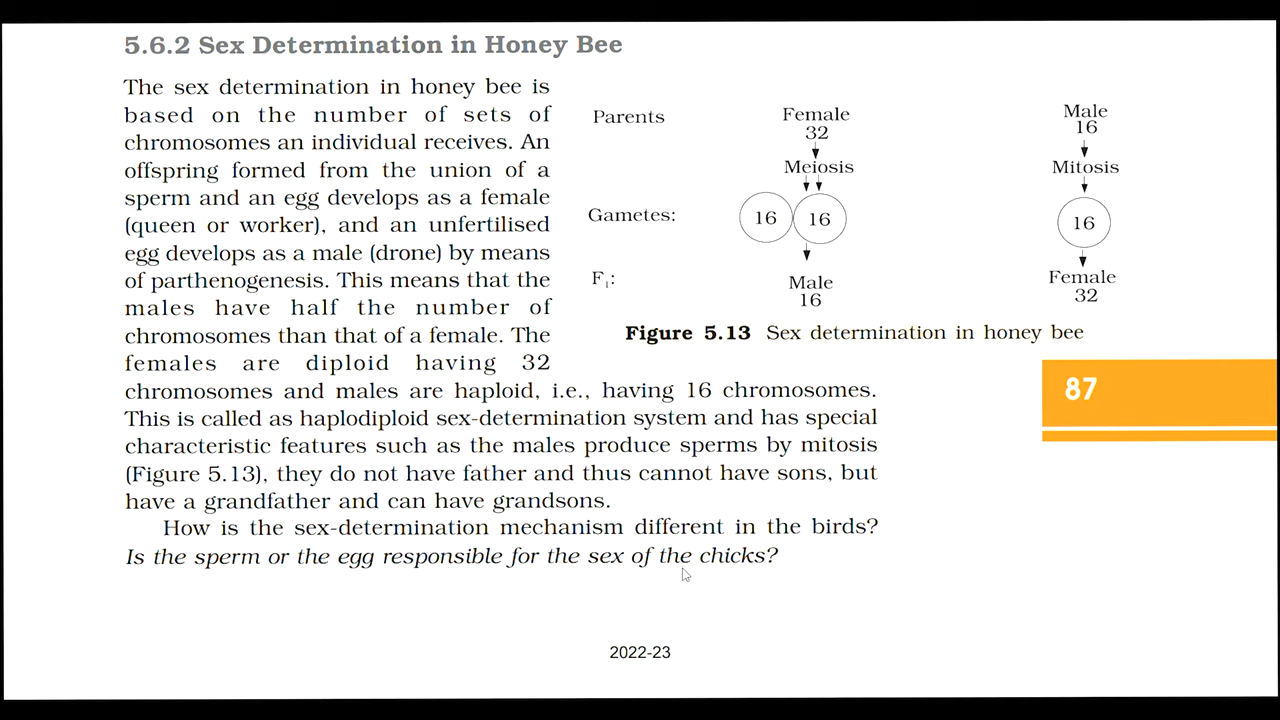 5.6.2 Sex Determination in Honey Bee
The sex determination in honey bee is
based on the number of sets of
chromosomes an individual receives. An
offspring formed from the union of a
sperm and an egg develops as a female
(queen or worker), and an unfertilised
egg develops as a male (drone) by means
of parthenogenesis. This means that the
males have half the number of
chromosomes than that of a female. The
females are diploid having 32
chromosomes and males are haploid, i.e., having 16 chromosomes.
This is called as haplodiploid sex-determination system and has special
characteristic features such as the males produce sperms by mitosis
(Figure 5.13), they do not have father and thus cannot have sons, but
have a grandfather and can have grandsons.
How is the sex-determination mechanism different in the birds?
Is the sperm or the egg responsible for the sex of the chicks?
Parents Female Male
32 16
Meiosis Mitosis
Gametes: 16 16 16
F₁: Male Female
16 32
Figure 5.13 Sex determination in honey bee
87
2022-23